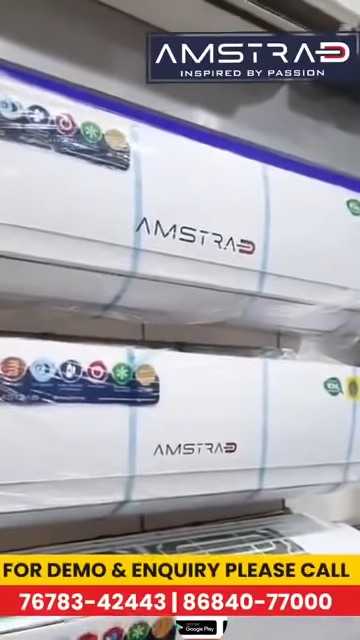 AMSTRAD
INSPIRED BY PASSION
AMSTRAD
AMSTRAD
FOR DEMO & ENQUIRY PLEASE CALL
76783-42443 | 86840-77000
Google Play